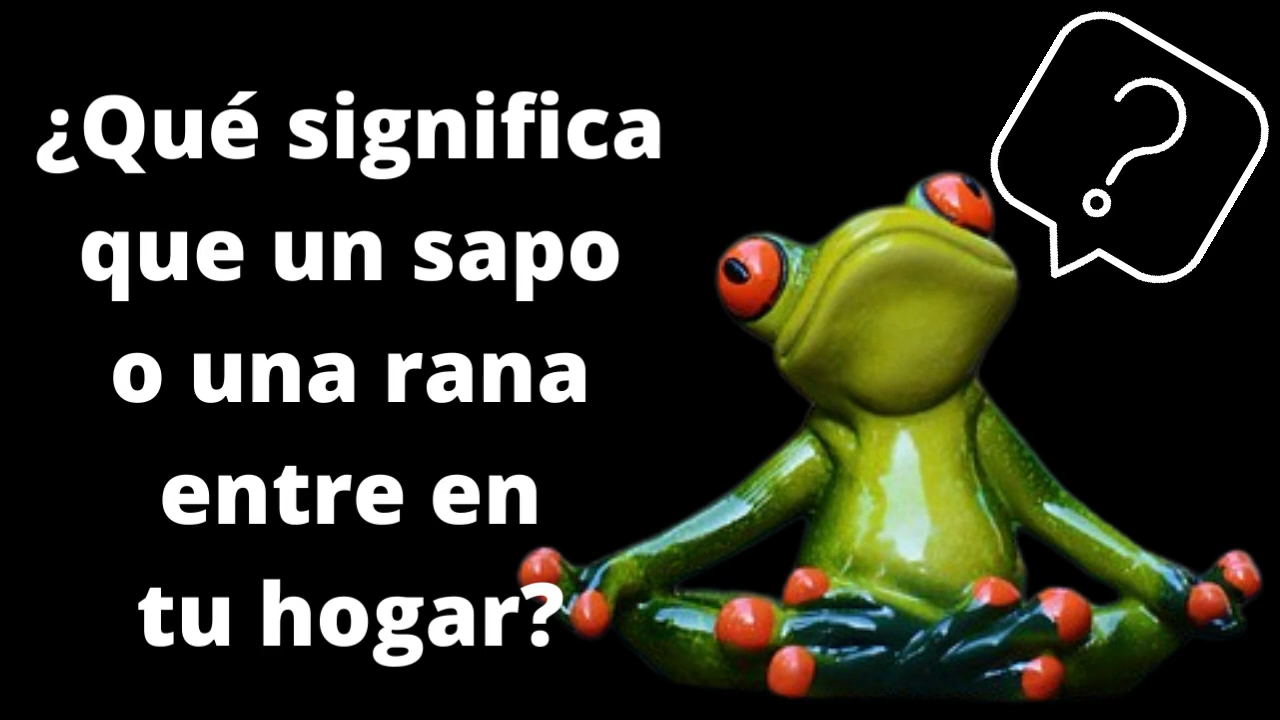 ¿Qué significa
que un sapo
o una rana
entre en
tu hogar?
?